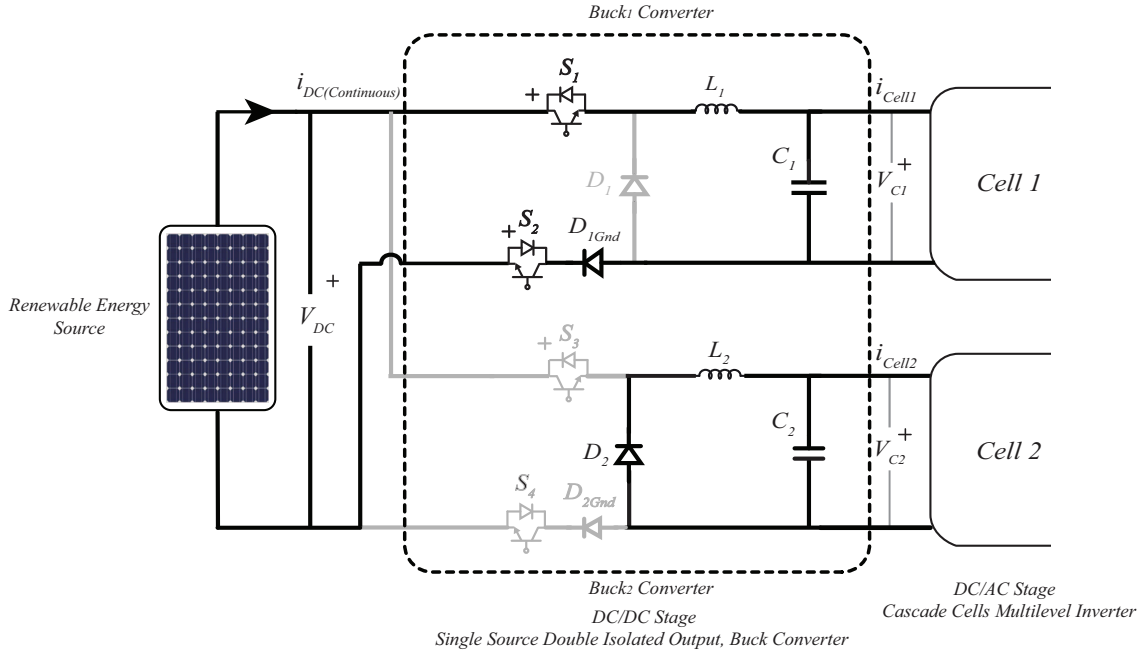 Buck1 Converter
iDC(Continuous)
+
S1
L1
iCell1
D1
C1
VC1
+
Cell 1
+
S2
D1Gnd
Renewable Energy
Source
VDC
+
+
S3
L2
iCell2
D2
C2
VC2
+
Cell 2
S4
D2Gnd
Buck2 Converter
DC/DC Stage
Single Source Double Isolated Output, Buck Converter
DC/AC Stage
Cascade Cells Multilevel Inverter